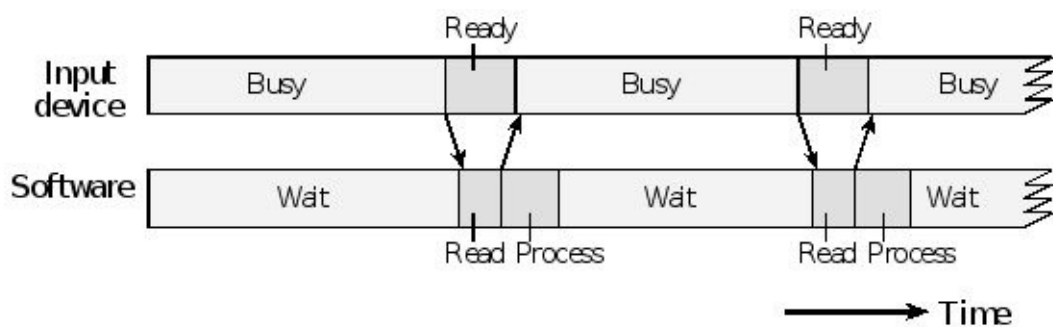 Ready Ready
Input device
Busy Busy Busy
Software
Wait Wait Wait
Read Process Read Process
Time